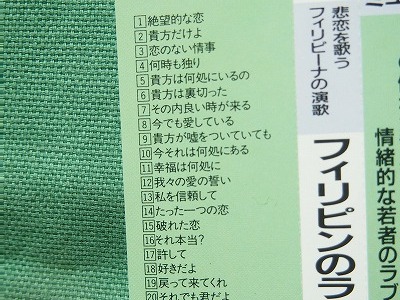 1 絶望的な恋
2 貴方だけよ
3 恋のない情事
4 何時も独り
5 貴方は何処にいるの
6 貴方は裏切った
7 その内良い時が来る
8 今でも愛している
9 貴方が嘘をついていても
10 今それは何処にある
11 幸福は何処に
12 我々の愛の誓い
13 私を信頼して
14 たった一つの恋
15 破れた恋
16 それ本当?
17 許して
18 好きだよ
19 戻って来てくれ
20 それでも君だよ
悲恋を歌う
フィリピーナの演歌
フィリピンのラ
情緒的な若者のラブ